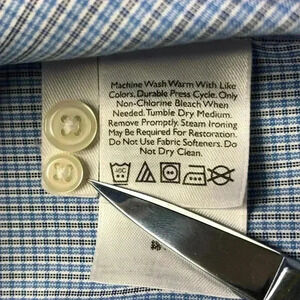 Machine Wash Warm With Like
Colors, Durable Press Cycle. Only
Non-Chlorine Bleach When
Needed. Tumble Dry Medium.
Remove Promptly. Steam Ironing
May Be Required For Restoration.
Do Not Use Fabric Softeners. Do
Not Dry Clean.